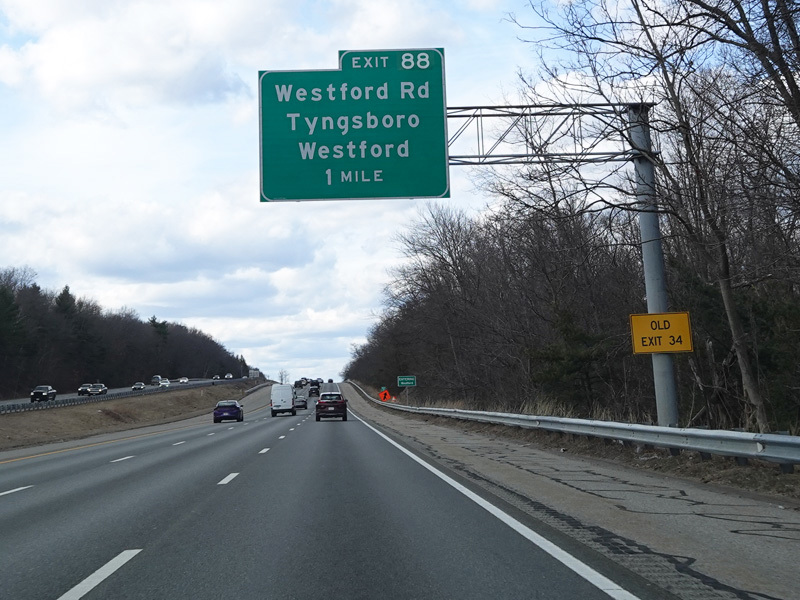 EXIT 88
Westford Rd
Tyngsboro
Westford
1 MILE
OLD
EXIT 34